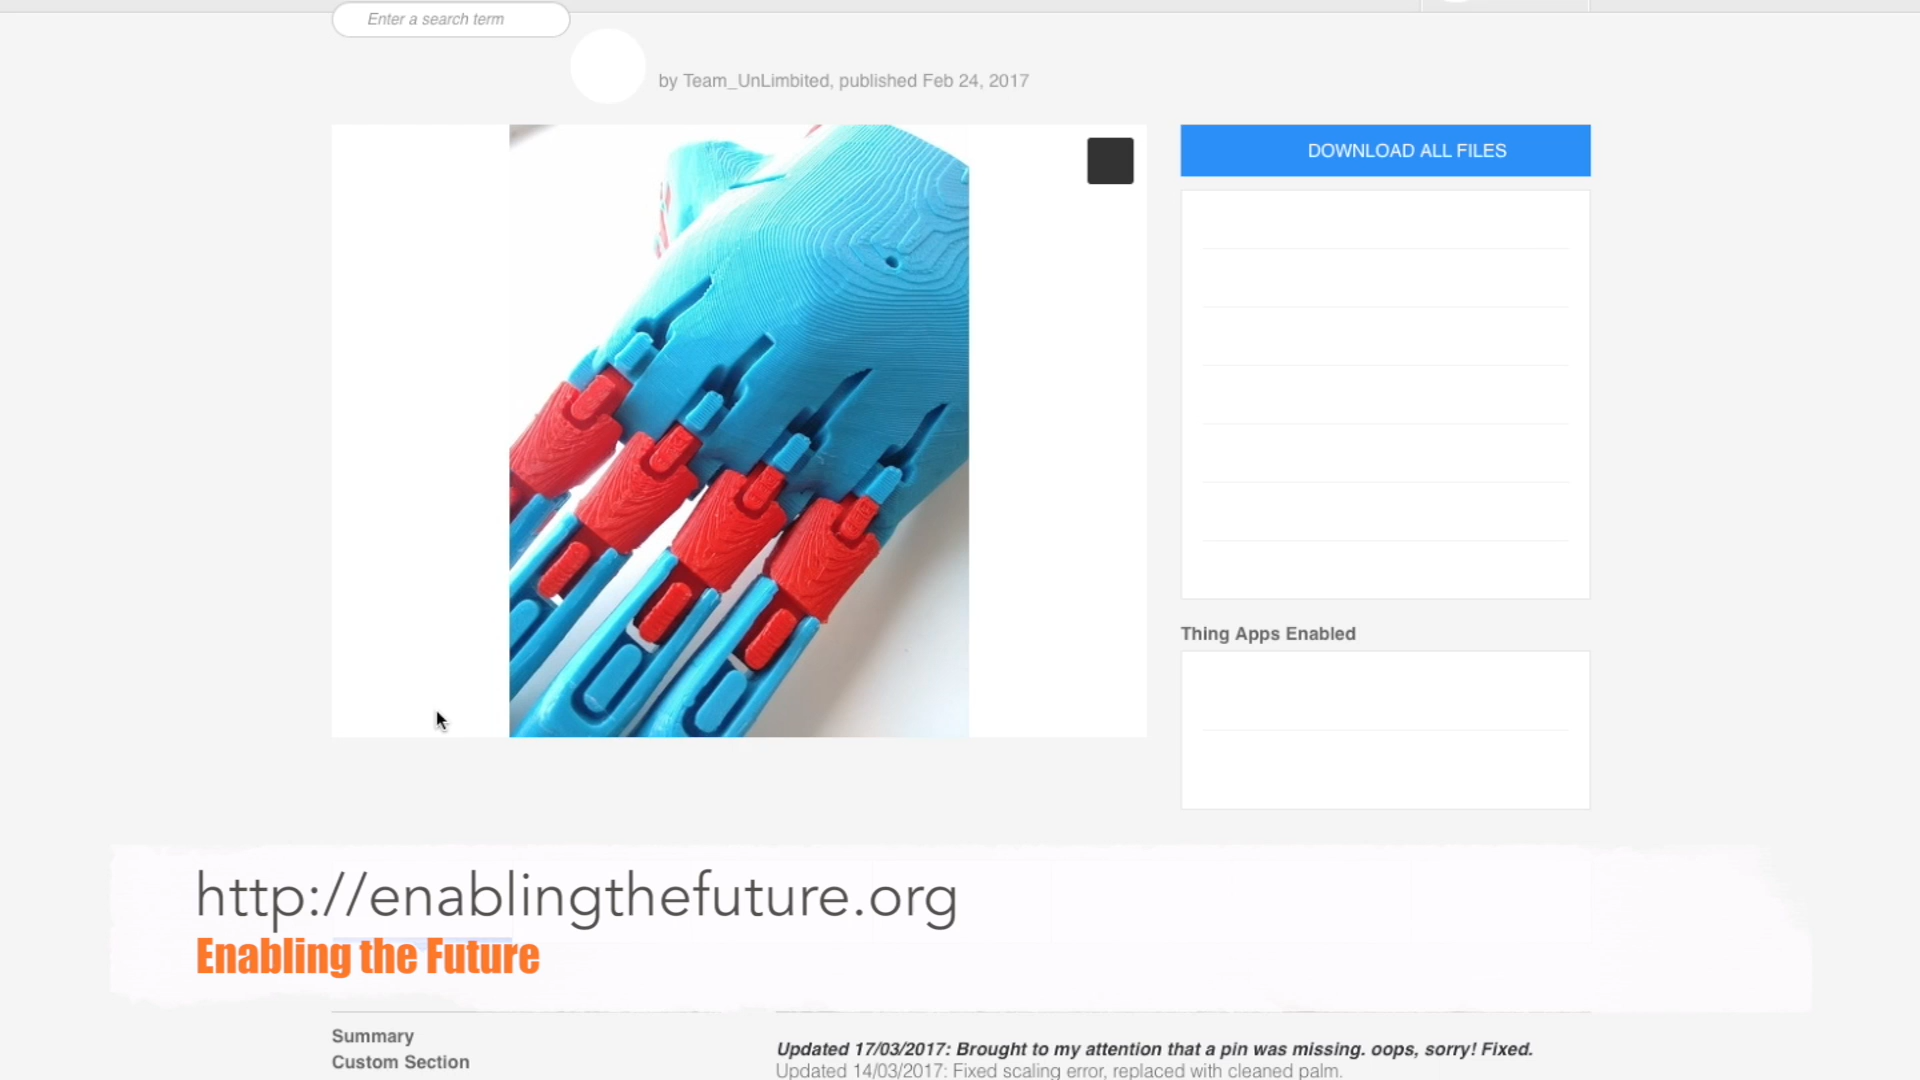 Enter a search term
by Team_UnLimbited, published Feb 24, 2017
DOWNLOAD ALL FILES
Thing Apps Enabled
http://enablingthefuture.org
Enabling the Future
Summary
Custom Section
Updated 17/03/2017: Brought to my attention that a pin was missing. oops, sorry! Fixed.
Updated 14/03/2017: Fixed scaling error, replaced with cleaned palm.